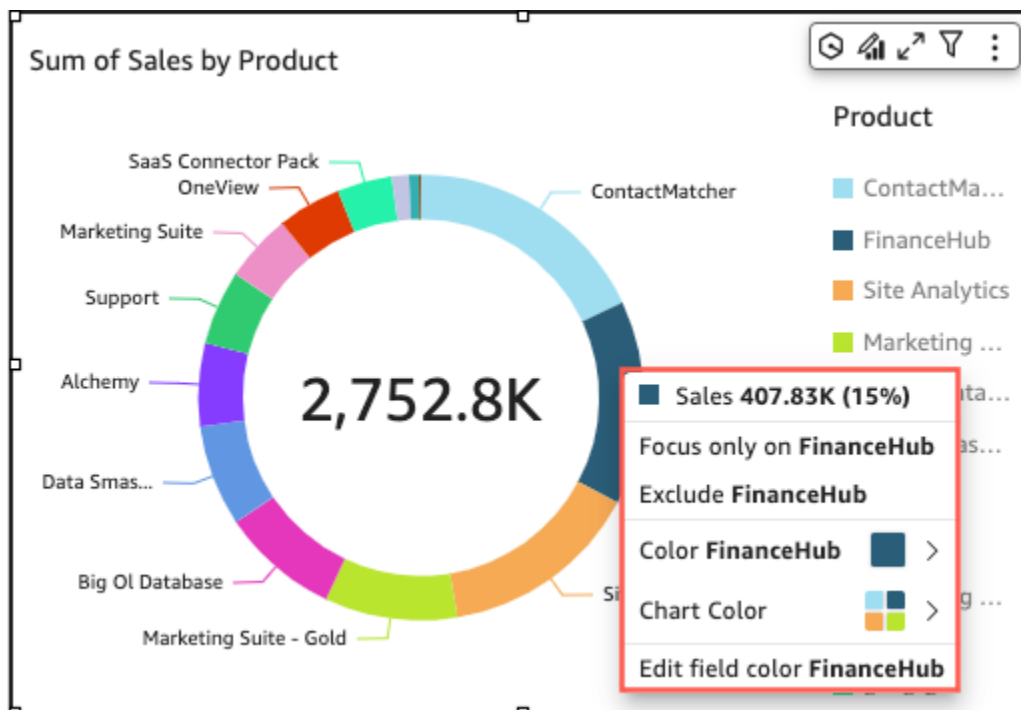 Sum of Sales by Product
Product
SaaS Connector Pack
OneView
ContactMatcher
Marketing Suite
Support
Alchemy
2,752.8K
Data Smas...
Big Ol Database
Marketing Suite - Gold
ContactMa...
FinanceHub
Site Analytics
Marketing ...
Sales 407.83K (15%)
Focus only on FinanceHub
Exclude FinanceHub
Color FinanceHub
Chart Color
Edit field color FinanceHub